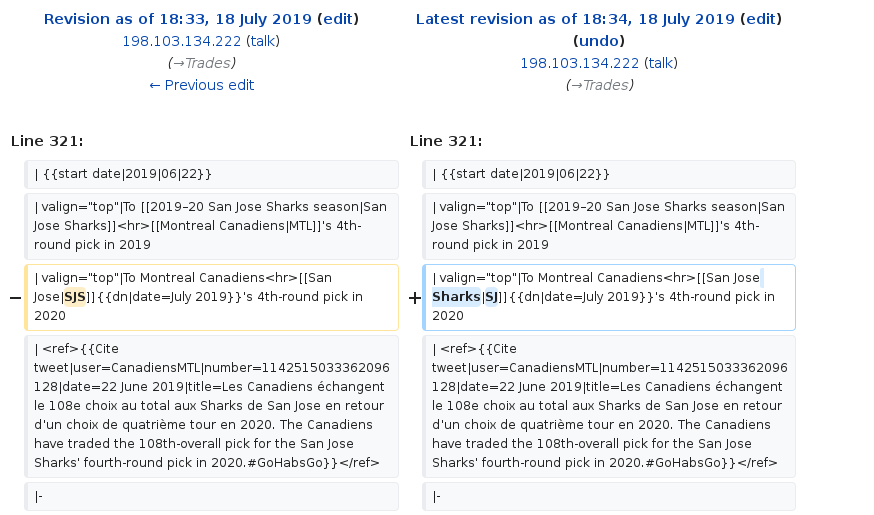 Revision as of 18:33, 18 July 2019 (edit)
198.103.134.222 (talk)
(→Trades)
← Previous edit
Latest revision as of 18:34, 18 July 2019 (edit)
(undo)
198.103.134.222 (talk)
(→Trades)
Line 321:
Line 321:
| {{start date|2019|06|22}}
| {{start date|2019|06|22}}
| valign="top"|To [[2019–20 San Jose Sharks season|San
Jose Sharks]]<hr>[[Montreal Canadiens|MTL]]'s 4th-
round pick in 2019
| valign="top"|To [[2019–20 San Jose Sharks season|San
Jose Sharks]]<hr>[[Montreal Canadiens|MTL]]'s 4th-
round pick in 2019
−
| valign="top"|To Montreal Canadiens<hr>[[San
Jose|SJS]]{{dn|date=July 2019}}'s 4th-round pick in
2020
+
| valign="top"|To Montreal Canadiens<hr>[[San Jose
Sharks|SJ]]{{dn|date=July 2019}}'s 4th-round pick in
2020
| <ref>{{Cite
tweet|user=CanadiensMTL|number=1142515033362096
128|date=22 June 2019|title=Les Canadiens échangent
le 108e choix au total aux Sharks de San Jose en retour
d'un choix de quatrième tour en 2020. The Canadiens
have traded the 108th-overall pick for the San Jose
Sharks' fourth-round pick in 2020.#GoHabsGo}}</ref>
| <ref>{{Cite
tweet|user=CanadiensMTL|number=1142515033362096
128|date=22 June 2019|title=Les Canadiens échangent
le 108e choix au total aux Sharks de San Jose en retour
d'un choix de quatrième tour en 2020. The Canadiens
have traded the 108th-overall pick for the San Jose
Sharks' fourth-round pick in 2020.#GoHabsGo}}</ref>
|-
|-